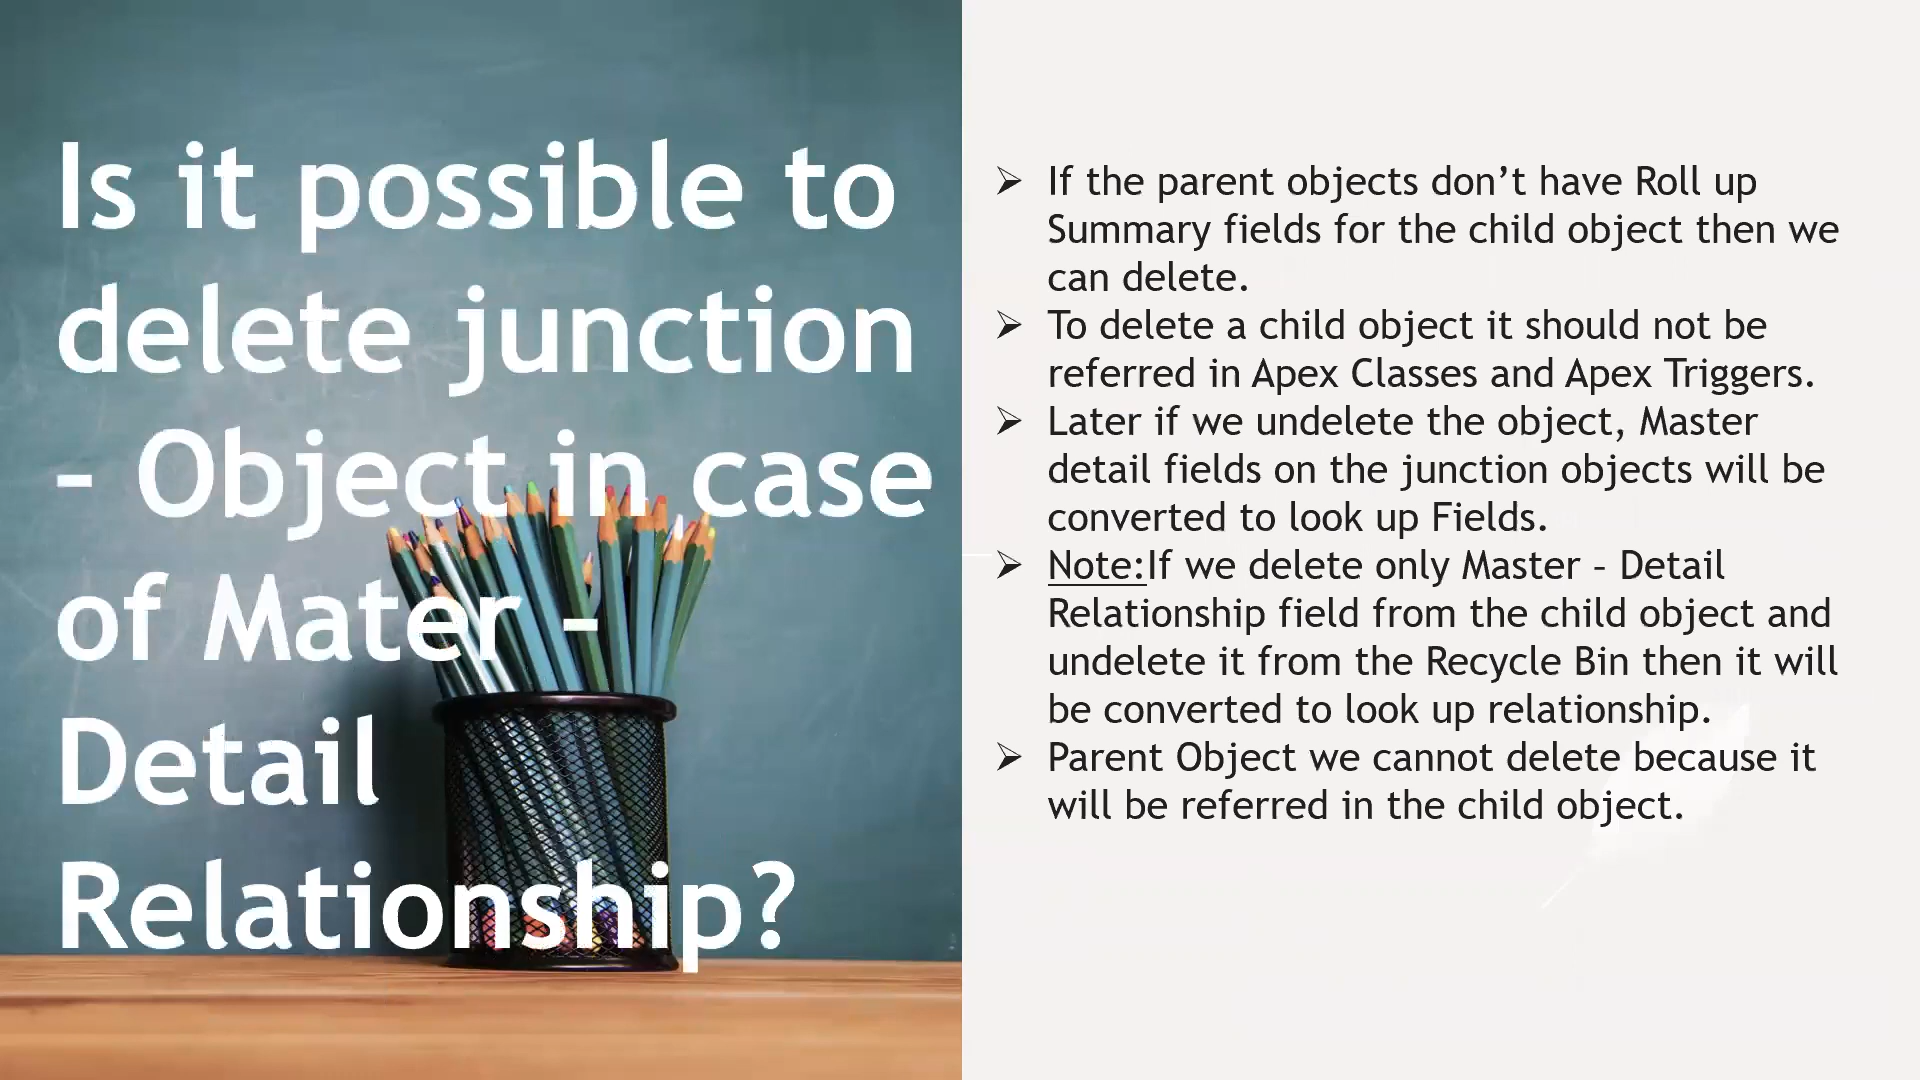 Is it possible to
delete junction
- Object in case
of Mater -
Detail
Relationship?
➢ If the parent objects don’t have Roll up
Summary fields for the child object then we
can delete.
➢ To delete a child object it should not be
referred in Apex Classes and Apex Triggers.
➢ Later if we undelete the object, Master
detail fields on the junction objects will be
converted to look up Fields.
➢ Note:If we delete only Master – Detail
Relationship field from the child object and
undelete it from the Recycle Bin then it will
be converted to look up relationship.
➢ Parent Object we cannot delete because it
will be referred in the child object.